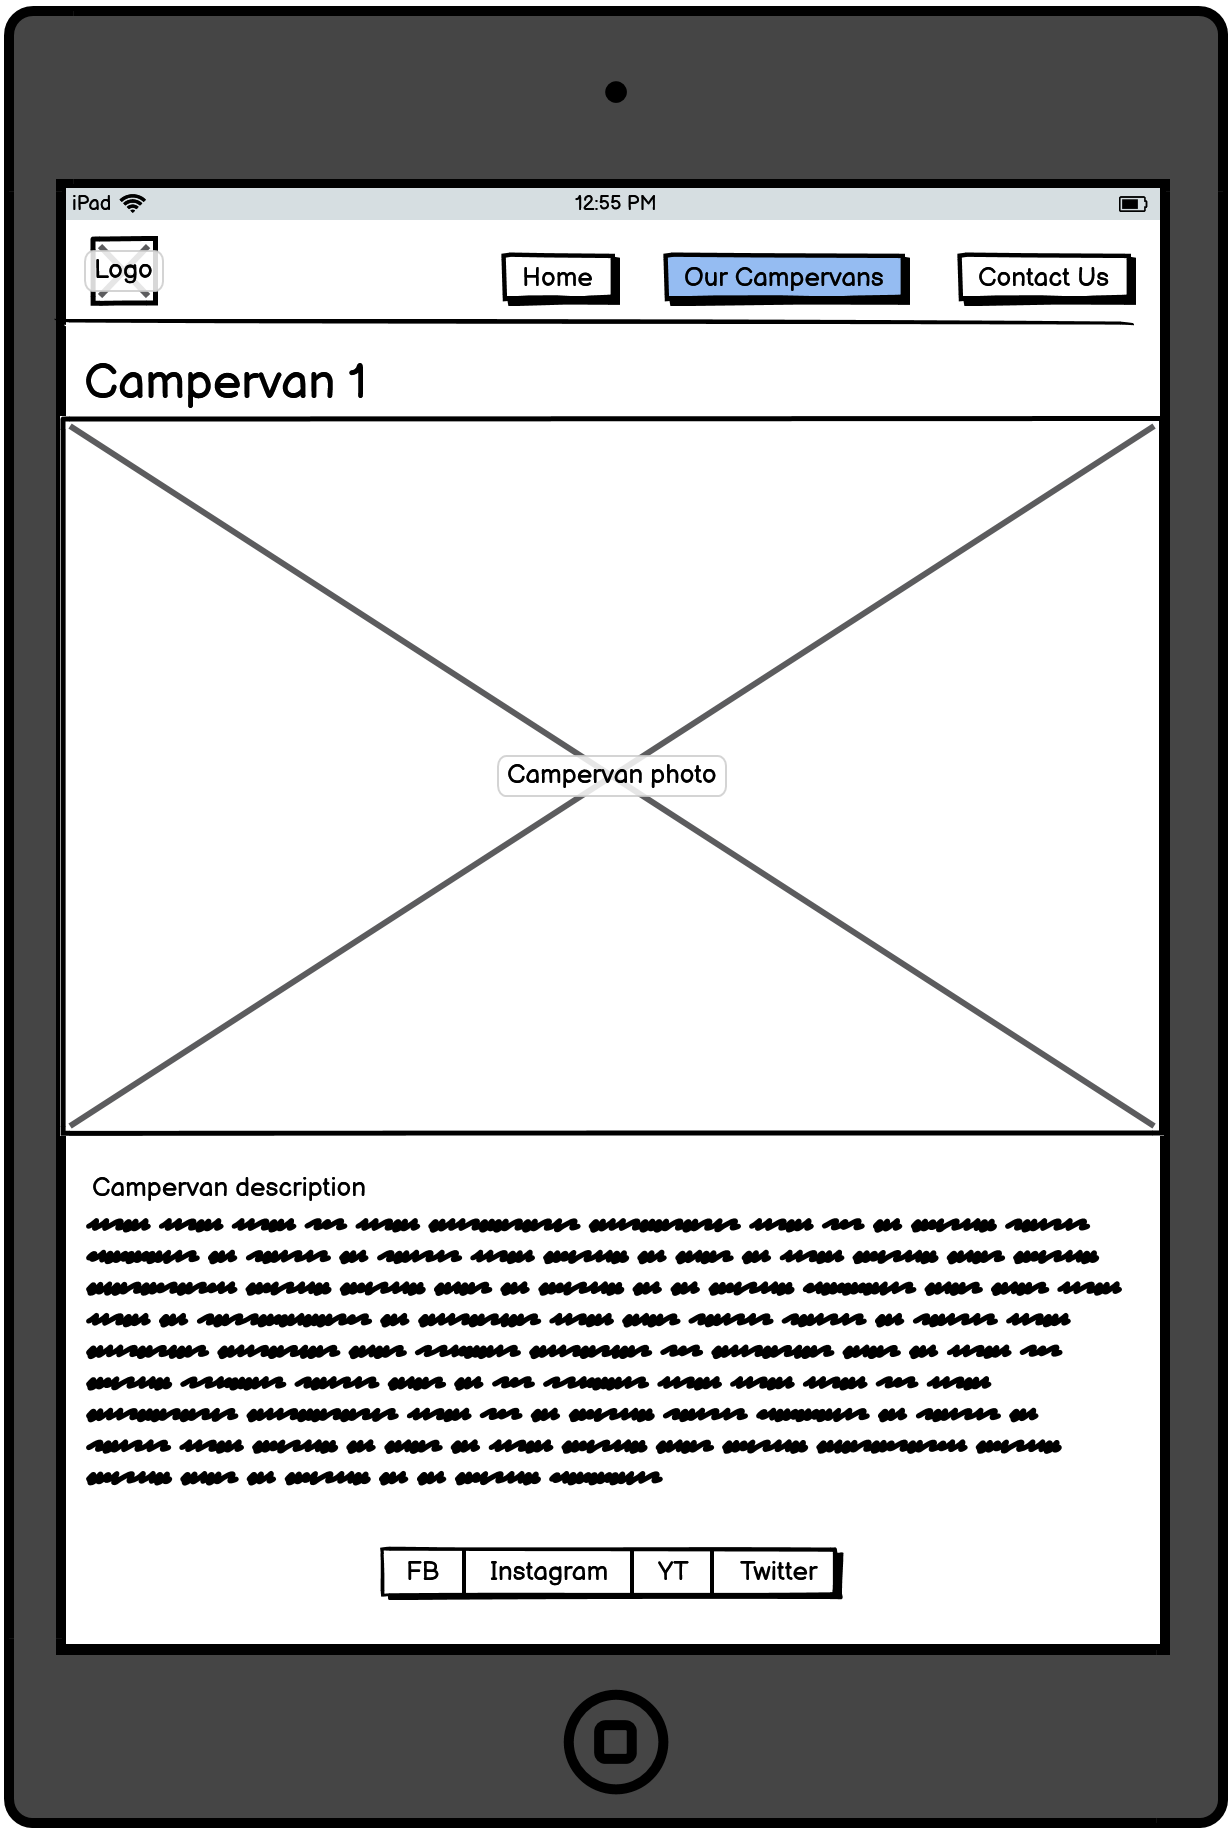 iPad 12:55 PM
Logo Home Our Campervans Contact Us
Campervan 1
Campervan photo
Campervan description
FB Instagram YT Twitter